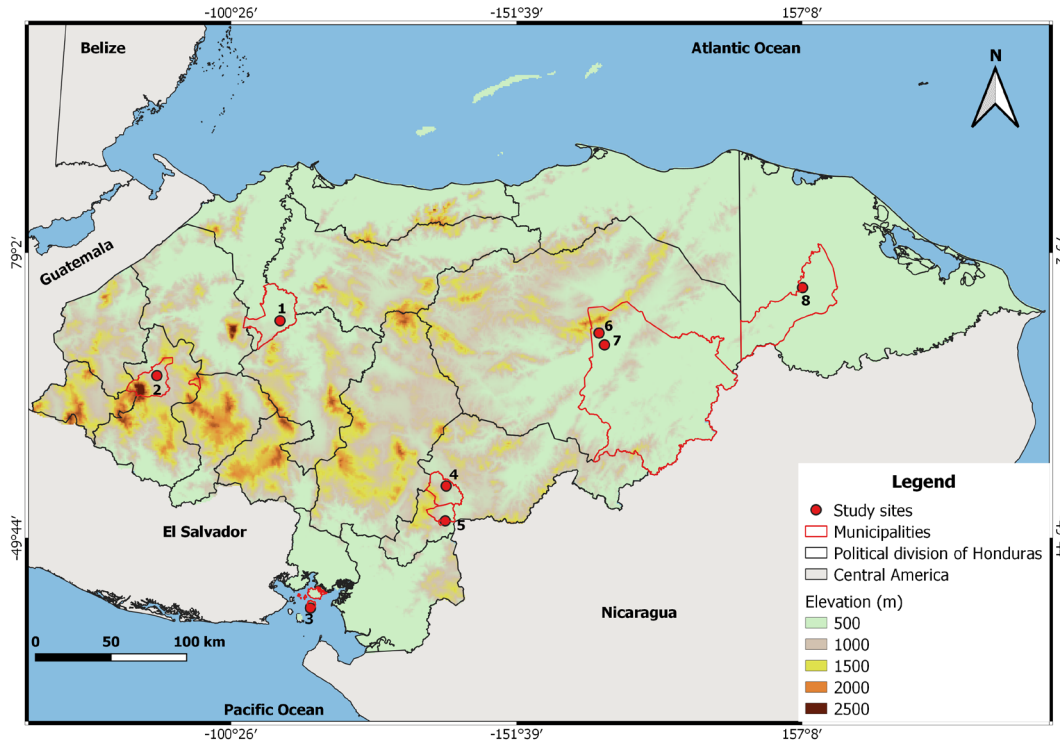 -100°26' -151°39' 157°8'
Belize
Atlantic Ocean
N
Guatemala
79°2'
1
8
6
7
2
4
5
El Salvador
-49°44'
3
Nicaragua
0 50 100 km
Pacific Ocean
Legend
Study sites
Municipalities
Political division of Honduras
Central America
Elevation (m)
500
1000
1500
2000
2500
-100°26' -151°39' 157°8'